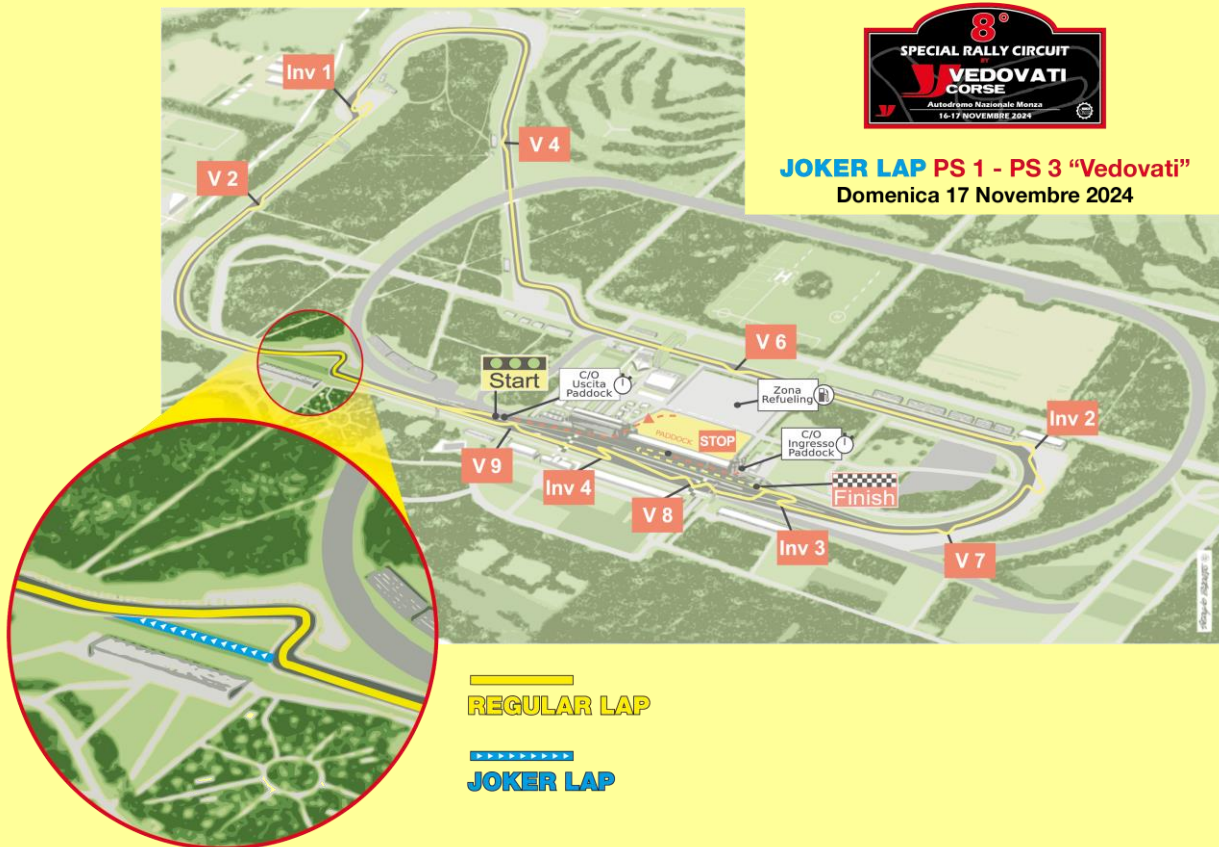 8°
SPECIAL RALLY CIRCUIT
BY
VEDOVATI
CORSE
Autodromo Nazionale Monza
16-17 NOVEMBRE 2024
JOKER LAP PS 1 - PS 3 “Vedovati”
Domenica 17 Novembre 2024
Inv 1
V 4
V 2
V 6
Start
C/O
Uscita
Paddock
Zona
Refueling
H
Inv 2
PADDOCK
STOP
C/O
Ingresso
Paddock
V 9
Inv 4
Finish
V 8
Inv 3
V 7
REGULAR LAP
JOKER LAP